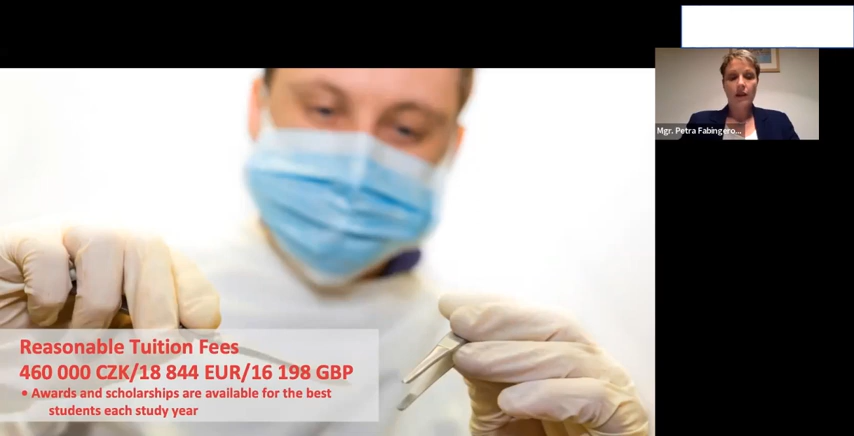 Mgr. Petra Fabingero...
Reasonable Tuition Fees
460 000 CZK/18 844 EUR/16 198 GBP
• Awards and scholarships are available for the best
students each study year